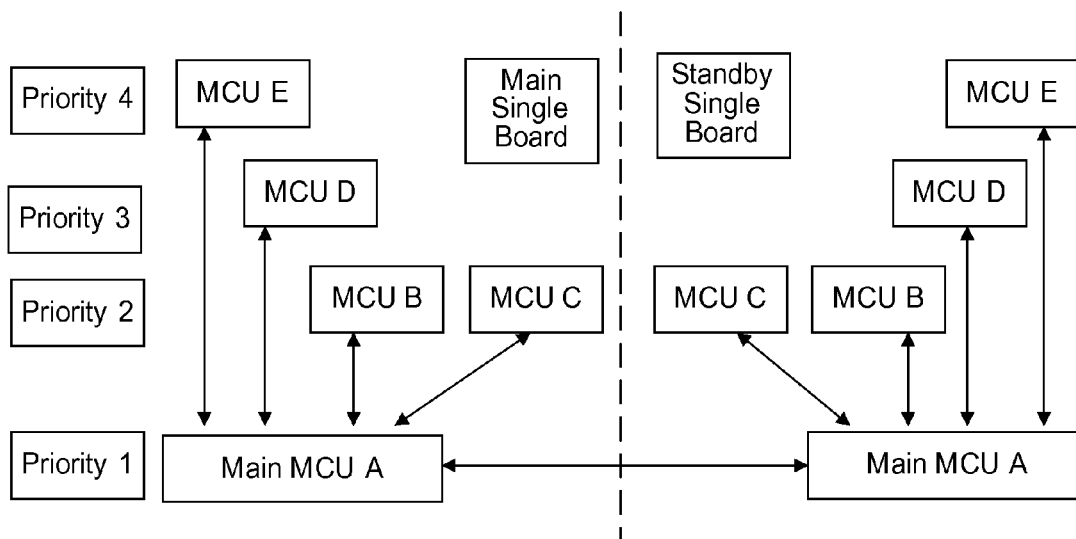 Priority 4
MCU E
Main
Single
Board
Standby
Single
Board
MCU E
Priority 3
MCU D
MCU D
Priority 2
MCU B
MCU C
MCU C
MCU B
Priority 1
Main MCU A
Main MCU A